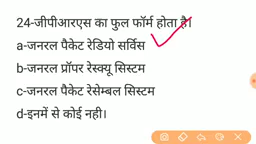 24-जीपीआरएस का फुल फॉर्म होता है।
a-जनरल पैकेट रेडियो सर्विस
b-जनरल प्रॉपर रेस्क्यू सिस्टम
c-जनरल पैकेट रेसेम्बल सिस्टम
d-इनमें से कोई नही।